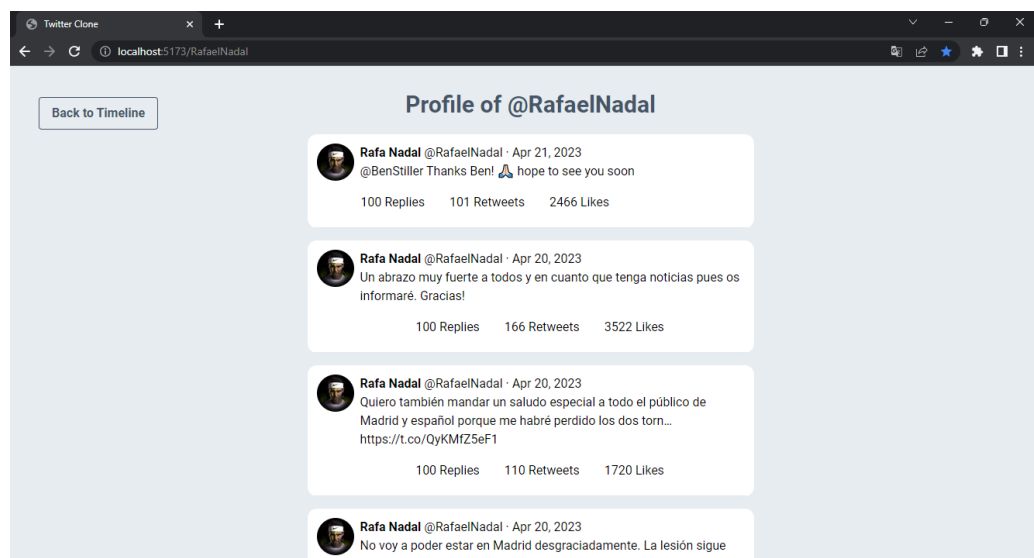 Twitter Clone
localhost:5173/RafaelNadal
Back to Timeline
Profile of @RafaelNadal
Rafa Nadal @RafaelNadal · Apr 21, 2023
@BenStiller Thanks Ben! 🙏🏻 hope to see you soon
100 Replies 101 Retweets 2466 Likes
Rafa Nadal @RafaelNadal · Apr 20, 2023
Un abrazo muy fuerte a todos y en cuanto que tenga noticias pues os
informaré. Gracias!
100 Replies 166 Retweets 3522 Likes
Rafa Nadal @RafaelNadal · Apr 20, 2023
Quiero también mandar un saludo especial a todo el público de
Madrid y español porque me habré perdido los dos torn…
https://t.co/QyKMfZ5eF1
100 Replies 110 Retweets 1720 Likes
Rafa Nadal @RafaelNadal · Apr 20, 2023
No voy a poder estar en Madrid desgraciadamente. La lesión sigue